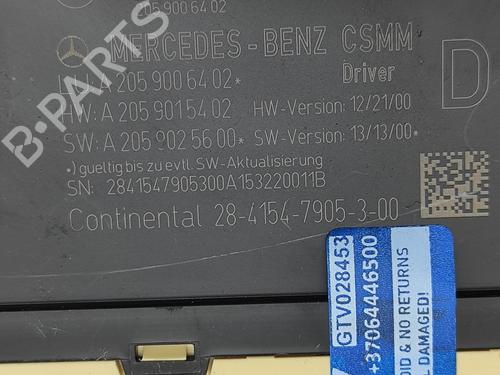 205 900 64 02
MERCEDES-BENZ CSMM
A 205 900 64 02*
Driver
D
HW: A 205 901 54 02 HW-Version: 12/21/00
SW: A 205 902 56 00* SW-Version: 13/13/00*
*) gueltig bis zu evtl. SW-Aktualisierung
SN: 2841547905300A153220011B
Continental 28-4154-7905-3-00
GTV028453
+37064446500
& NO RETURNS
DAMAGED!
B-PARTS